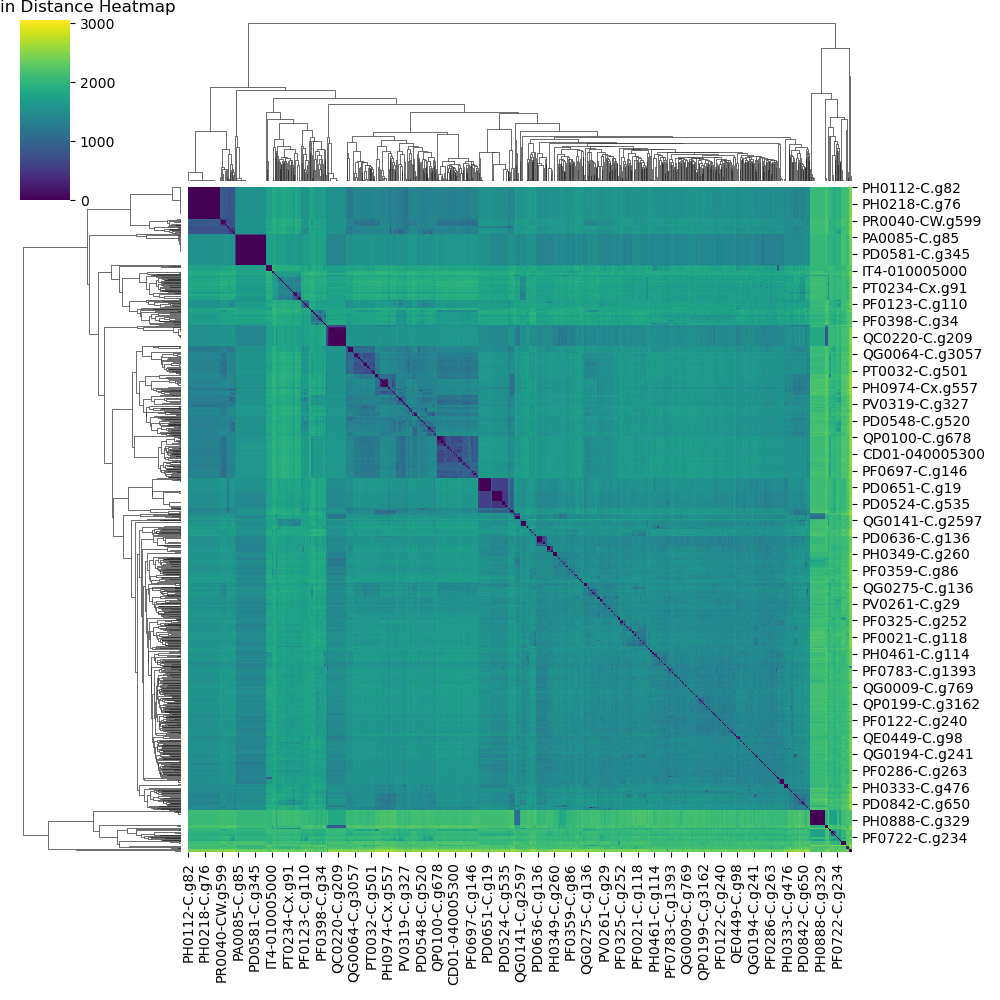 in Distance Heatmap
3000
2000
1000
0
PH0112-C.g82
PH0218-C.g76
PR0040-CW.g599
PA0085-C.g85
PD0581-C.g345
IT4-010005000
PT0234-Cx.g91
PF0123-C.g110
PF0398-C.g34
QC0220-C.g209
QG0064-C.g3057
PT0032-C.g501
PH0974-Cx.g557
PV0319-C.g327
PD0548-C.g520
QP0100-C.g678
CD01-040005300
PF0697-C.g146
PD0651-C.g19
PD0524-C.g535
QG0141-C.g2597
PD0636-C.g136
PH0349-C.g260
PF0359-C.g86
QG0275-C.g136
PV0261-C.g29
PF0325-C.g252
PF0021-C.g118
PH0461-C.g114
PF0783-C.g1393
QG0009-C.g769
QP0199-C.g3162
PF0122-C.g240
QE0449-C.g98
QG0194-C.g241
PF0286-C.g263
PH0333-C.g476
PD0842-C.g650
PH0888-C.g329
PF0722-C.g234
PH0112-C.g82
PH0218-C.g76
PR0040-CW.g599
PA0085-C.g85
PD0581-C.g345
IT4-010005000
PT0234-Cx.g91
PF0123-C.g110
PF0398-C.g34
QC0220-C.g209
QG0064-C.g3057
PT0032-C.g501
PH0974-Cx.g557
PV0319-C.g327
PD0548-C.g520
QP0100-C.g678
CD01-040005300
PF0697-C.g146
PD0651-C.g19
PD0524-C.g535
QG0141-C.g2597
PD0636-C.g136
PH0349-C.g260
PF0359-C.g86
QG0275-C.g136
PV0261-C.g29
PF0325-C.g252
PF0021-C.g118
PH0461-C.g114
PF0783-C.g1393
QG0009-C.g769
QP0199-C.g3162
PF0122-C.g240
QE0449-C.g98
QG0194-C.g241
PF0286-C.g263
PH0333-C.g476
PD0842-C.g650
PH0888-C.g329
PF0722-C.g234